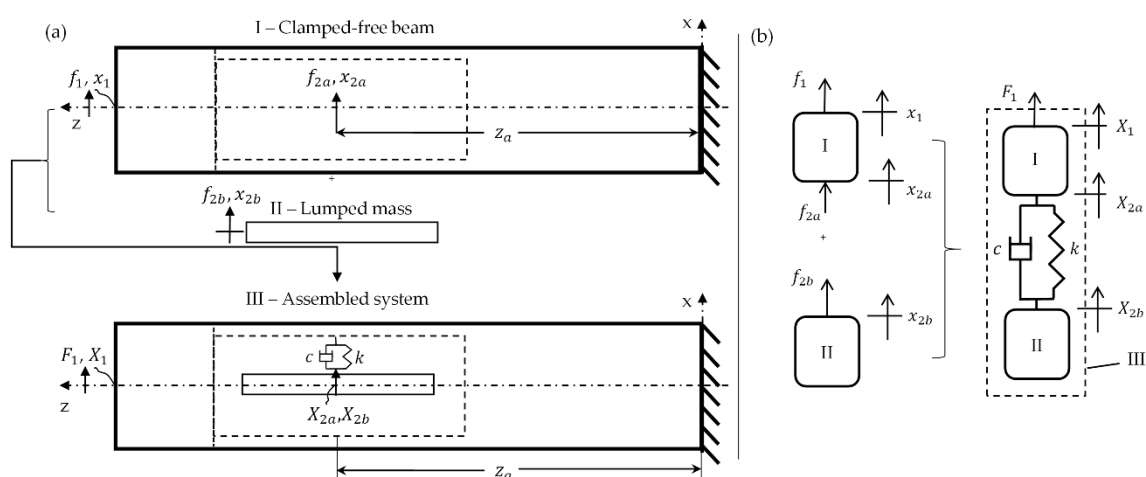 (a)
I – Clamped-free beam
x
f₁, x₁
f₂ₐ, x₂ₐ
z
zₐ
+
f₂b, x₂b
II – Lumped mass
III – Assembled system
x
F₁, X₁
c
k
z
X₂ₐ,X₂b
zₐ
(b)
f₁
x₁
I
x₂ₐ
f₂ₐ
+
f₂b
x₂b
II
F₁
X₁
I
X₂ₐ
c
k
X₂b
II
III